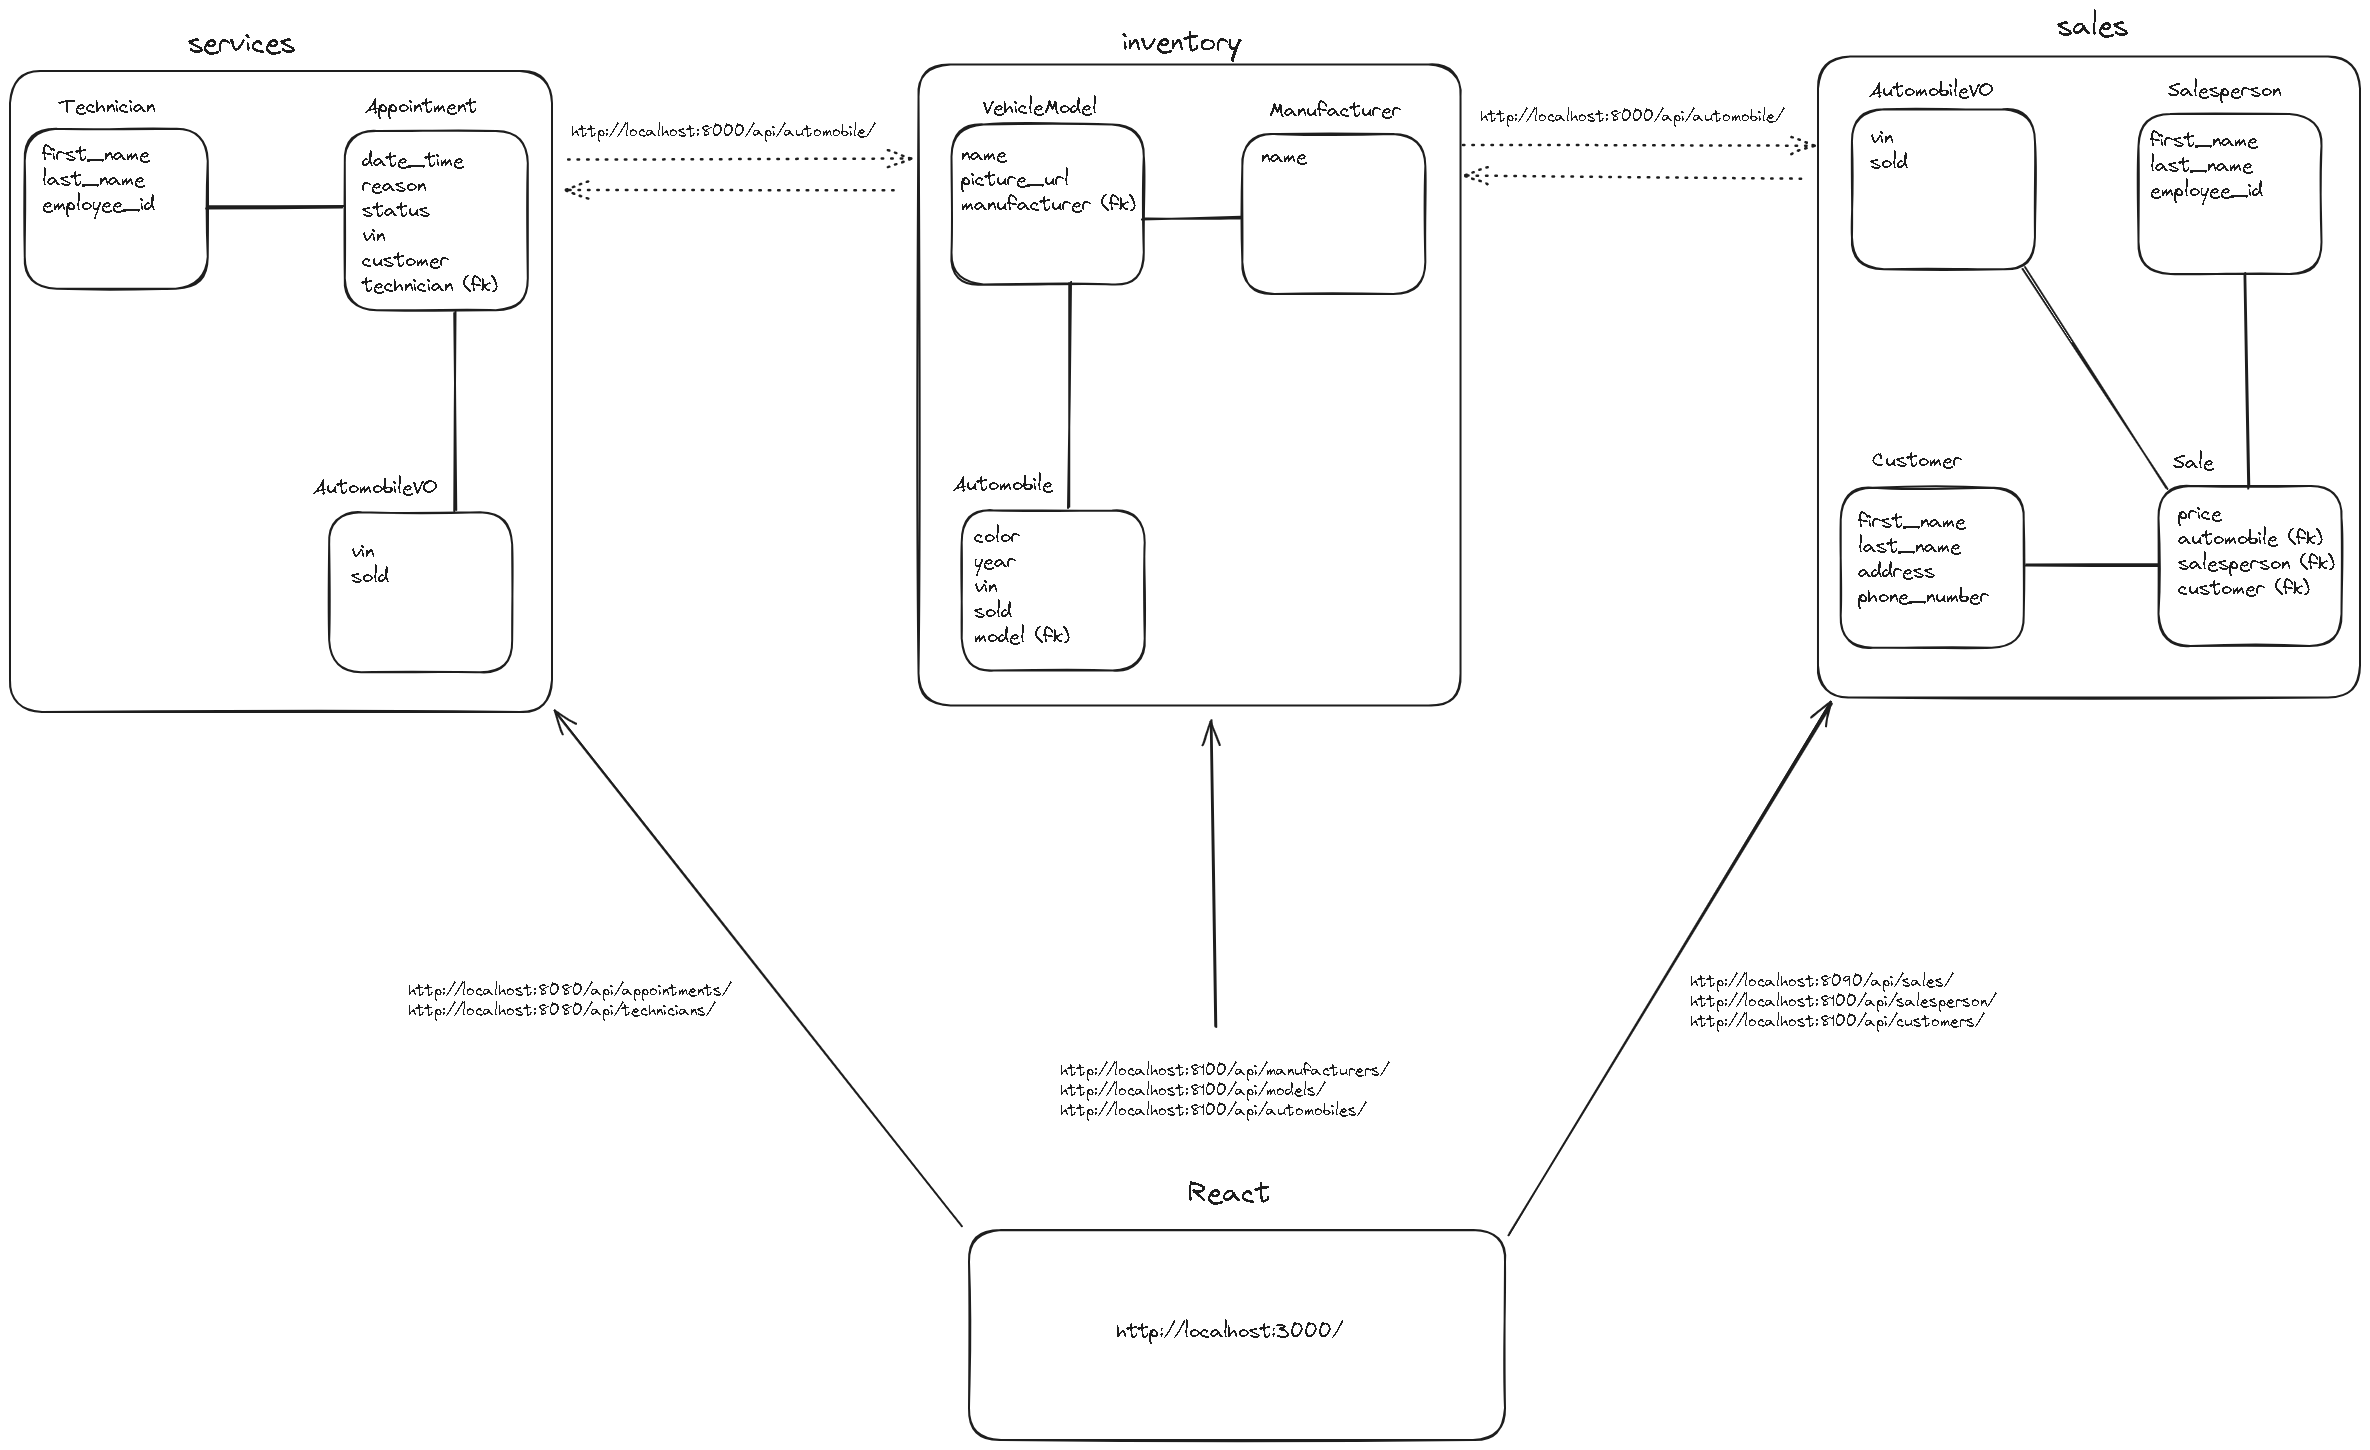 services
Technician
first_name
last_name
employee_id
Appointment
date_time
reason
status
vin
customer
technician (fk)
AutomobileVO
vin
sold
http://localhost:8000/api/automobile/
inventory
VehicleModel
name
picture_url
manufacturer (fk)
Manufacturer
name
Automobile
color
year
vin
sold
model (fk)
http://localhost:8000/api/automobile/
sales
AutomobileVO
vin
sold
Salesperson
first_name
last_name
employee_id
Customer
first_name
last_name
address
phone_number
Sale
price
automobile (fk)
salesperson (fk)
customer (fk)
http://localhost:8080/api/appointments/
http://localhost:8080/api/technicians/
http://localhost:8100/api/manufacturers/
http://localhost:8100/api/models/
http://localhost:8100/api/automobiles/
http://localhost:8090/api/sales/
http://localhost:8100/api/salesperson/
http://localhost:8100/api/customers/
React
http://localhost:3000/